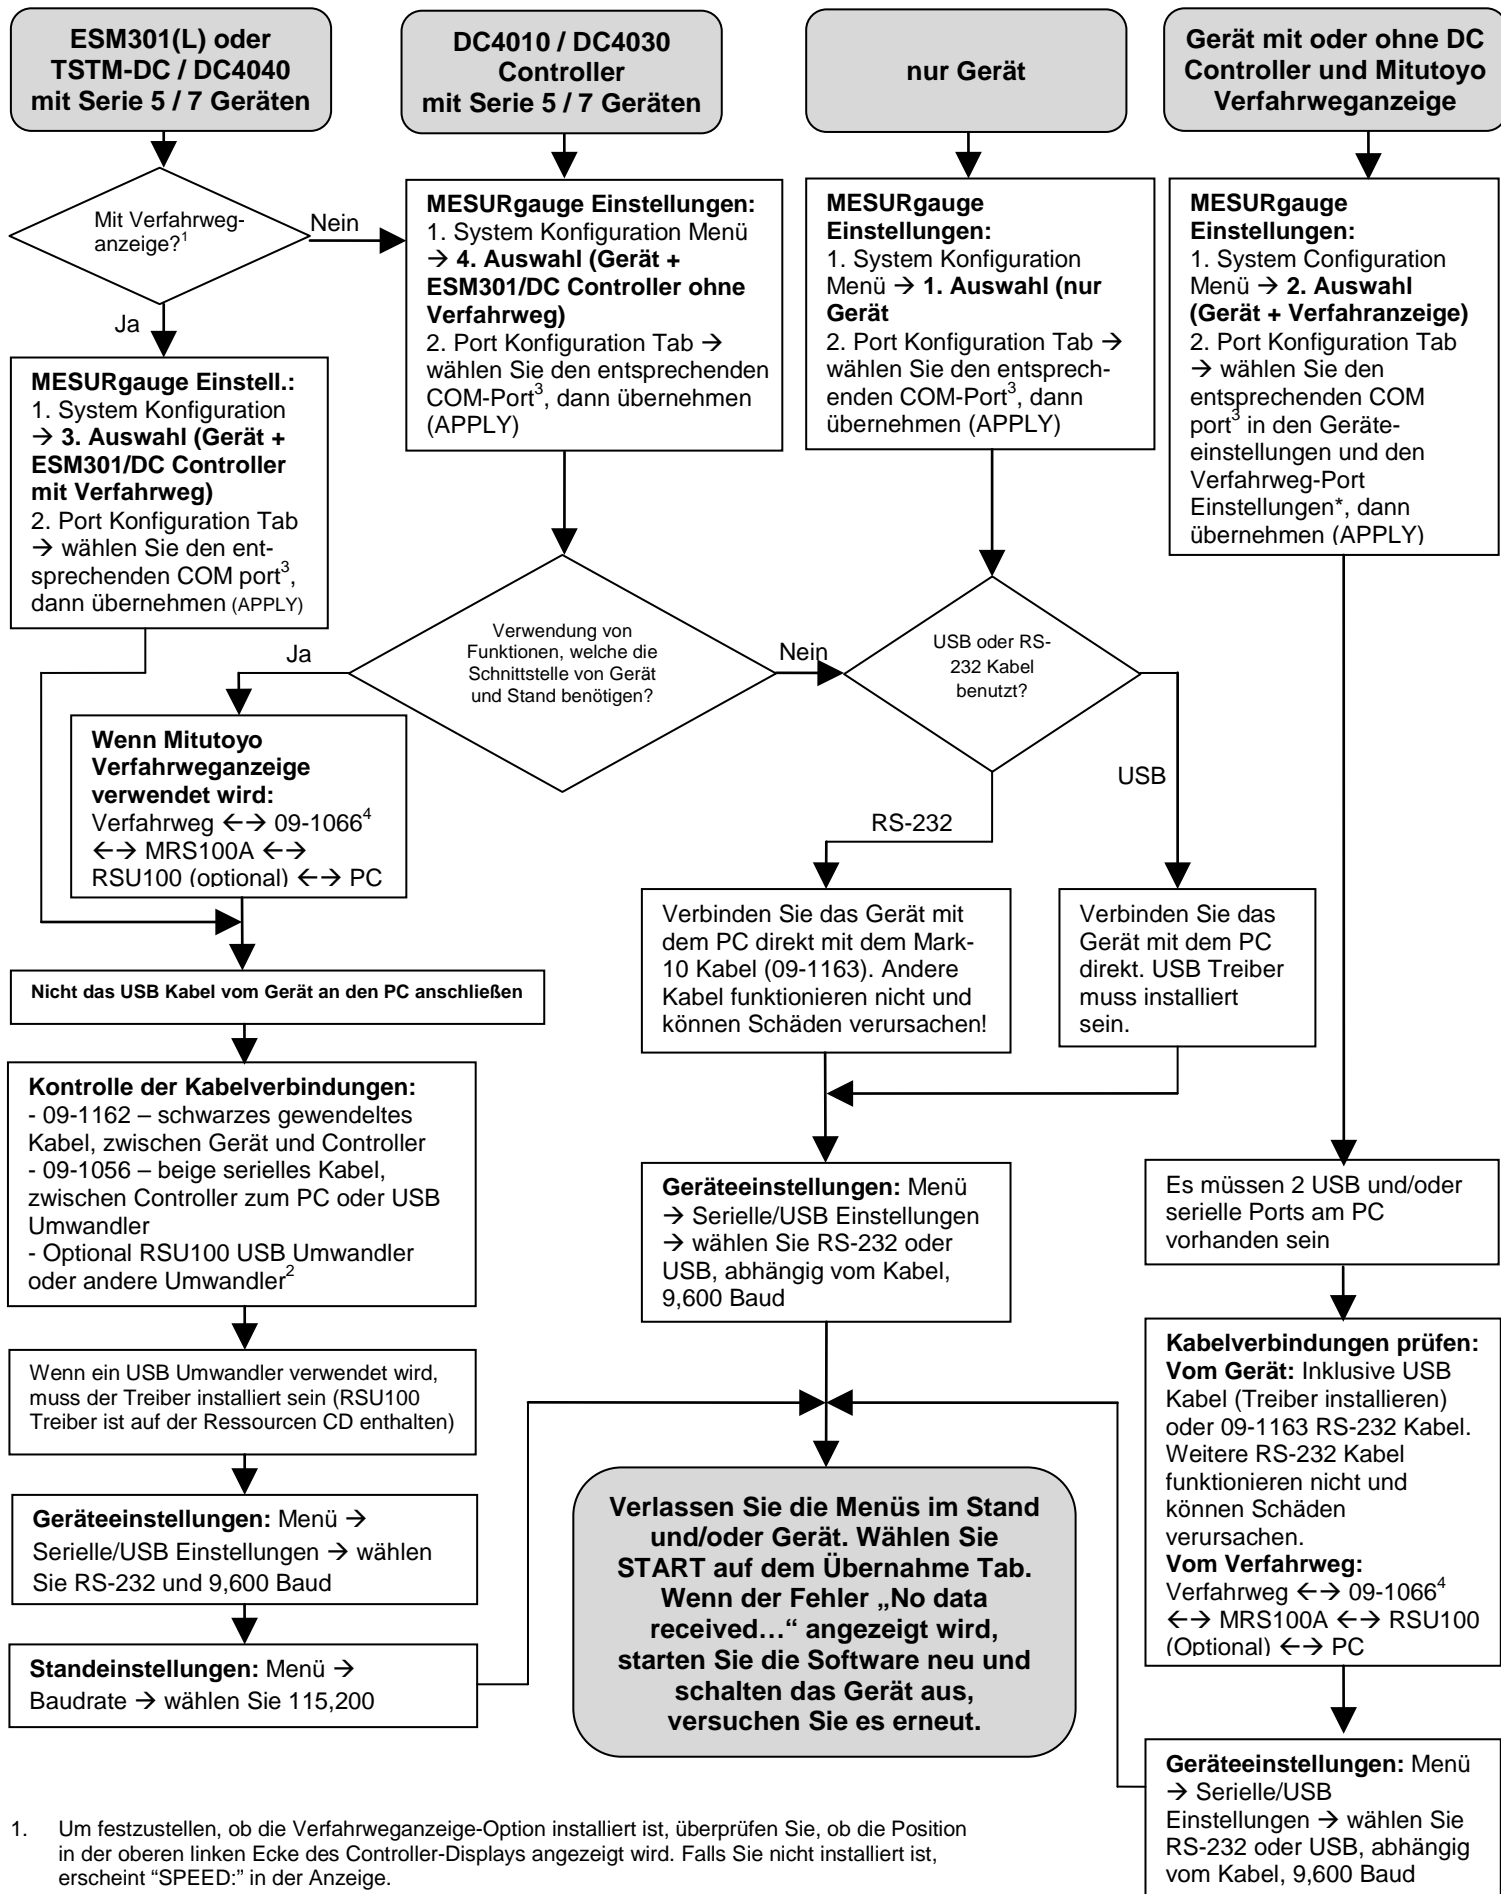 ESM301(L) oder
TSTM-DC / DC4040
mit Serie 5 / 7 Geräten
DC4010 / DC4030
Controller
mit Serie 5 / 7 Geräten
nur Gerät
Gerät mit oder ohne DC
Controller und Mitutoyo
Verfahrweganzeige
Mit Verfahrweg-
anzeige?1
Nein
Ja
MESURgauge Einstellungen:
1. System Konfiguration Menü
→ 4. Auswahl (Gerät +
ESM301/DC Controller ohne
Verfahrweg)
2. Port Konfiguration Tab →
wählen Sie den entsprechenden
COM-Port3, dann übernehmen
(APPLY)
MESURgauge
Einstellungen:
1. System Konfiguration
Menü → 1. Auswahl (nur
Gerät
2. Port Konfiguration Tab →
wählen Sie den entsprech-
enden COM-Port3, dann
übernehmen (APPLY)
MESURgauge
Einstellungen:
1. System Configuration
Menü → 2. Auswahl
(Gerät + Verfahranzeige)
2. Port Konfiguration Tab
→ wählen Sie den
entsprechenden COM
port3 in den Geräte-
einstellungen und den
Verfahrweg-Port
Einstellungen*, dann
übernehmen (APPLY)
MESURgauge Einstell.:
1. System Konfiguration
→ 3. Auswahl (Gerät +
ESM301/DC Controller
mit Verfahrweg)
2. Port Konfiguration Tab
→ wählen Sie den ent-
sprechenden COM port3,
dann übernehmen (APPLY)
Verwendung von
Funktionen, welche die
Schnittstelle von Gerät
und Stand benötigen?
Ja
Nein
USB oder RS-
232 Kabel
benutzt?
RS-232
USB
Wenn Mitutoyo
Verfahrweganzeige
verwendet wird:
Verfahrweg ←→ 09-10664
←→ MRS100A ←→
RSU100 (optional) ←→ PC
Verbinden Sie das Gerät mit
dem PC direkt mit dem Mark-
10 Kabel (09-1163). Andere
Kabel funktionieren nicht und
können Schäden verursachen!
Verbinden Sie das
Gerät mit dem PC
direkt. USB Treiber
muss installiert
sein.
Nicht das USB Kabel vom Gerät an den PC anschließen
Kontrolle der Kabelverbindungen:
- 09-1162 – schwarzes gewendeltes
Kabel, zwischen Gerät und Controller
- 09-1056 – beige serielles Kabel,
zwischen Controller zum PC oder USB
Umwandler
- Optional RSU100 USB Umwandler
oder andere Umwandler2
Geräteeinstellungen: Menü
→ Serielle/USB Einstellungen
→ wählen Sie RS-232 oder
USB, abhängig vom Kabel,
9,600 Baud
Es müssen 2 USB und/oder
serielle Ports am PC
vorhanden sein
Wenn ein USB Umwandler verwendet wird,
muss der Treiber installiert sein (RSU100
Treiber ist auf der Ressourcen CD enthalten)
Kabelverbindungen prüfen:
Vom Gerät: Inklusive USB
Kabel (Treiber installieren)
oder 09-1163 RS-232 Kabel.
Weitere RS-232 Kabel
funktionieren nicht und
können Schäden
verursachen.
Vom Verfahrweg:
Verfahrweg ←→ 09-10664
←→ MRS100A ←→ RSU100
(Optional) ←→ PC
Geräteeinstellungen: Menü →
Serielle/USB Einstellungen → wählen
Sie RS-232 und 9,600 Baud
Standeinstellungen: Menü →
Baudrate → wählen Sie 115,200
Verlassen Sie die Menüs im Stand
und/oder Gerät. Wählen Sie
START auf dem Übernahme Tab.
Wenn der Fehler „No data
received…“ angezeigt wird,
starten Sie die Software neu und
schalten das Gerät aus,
versuchen Sie es erneut.
Geräteeinstellungen: Menü
→ Serielle/USB
Einstellungen → wählen Sie
RS-232 oder USB, abhängig
vom Kabel, 9,600 Baud
1. Um festzustellen, ob die Verfahrweganzeige-Option installiert ist, überprüfen Sie, ob die Position
in der oberen linken Ecke des Controller-Displays angezeigt wird. Falls Sie nicht installiert ist,
erscheint “SPEED:” in der Anzeige.